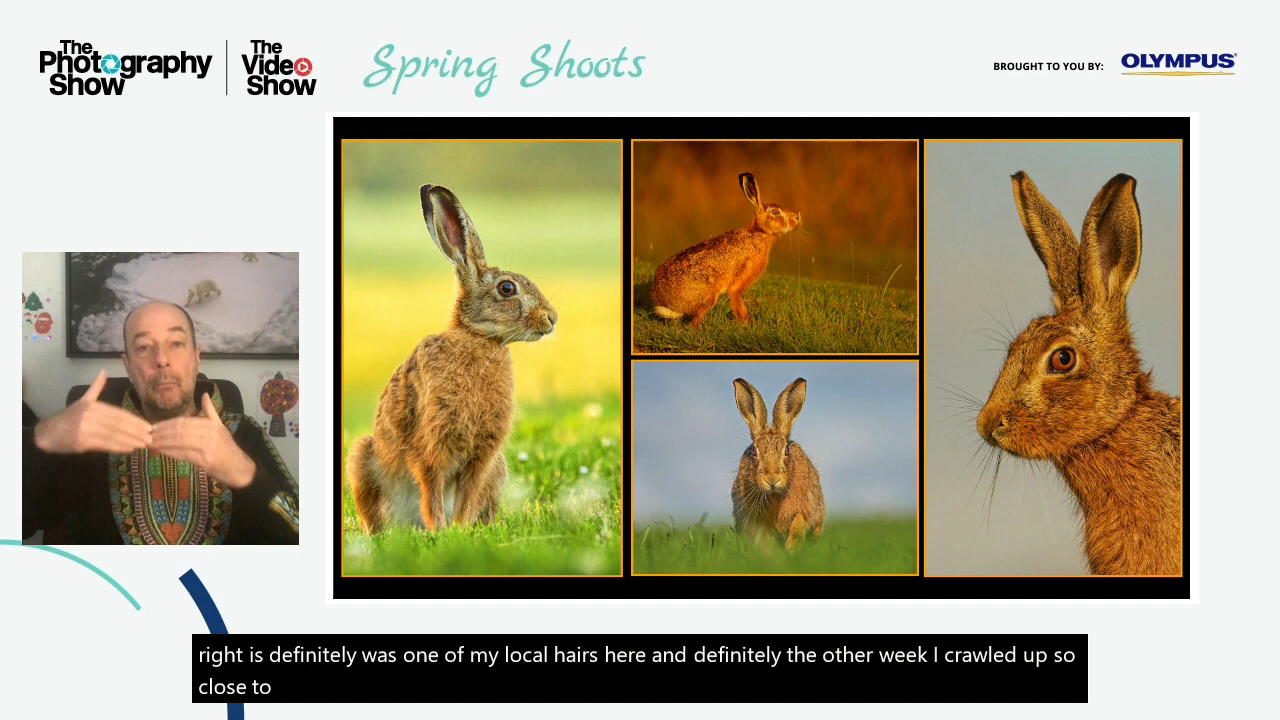 The Photography Show
The Video Show
Spring Shoots
BROUGHT TO YOU BY:
OLYMPUS
right is definitely was one of my local hairs here and definitely the other week I crawled up so
close to